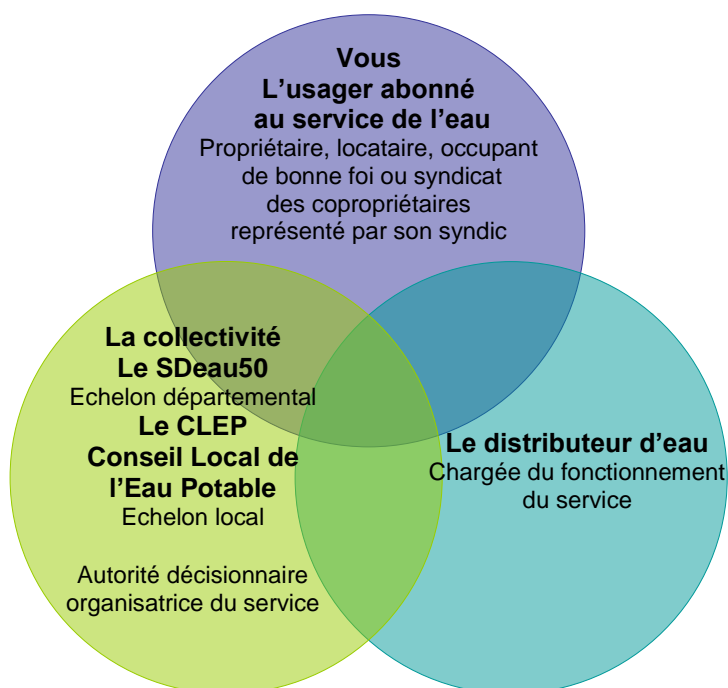 Vous
L'usager abonné
au service de l'eau
Propriétaire, locataire, occupant
de bonne foi ou syndicat
des copropriétaires
représenté par son syndic
La collectivité
Le SDeau50
Echelon départemental
Le CLEP
Conseil Local de
l'Eau Potable
Echelon local
Autorité décisionnaire
organisatrice du service
Le distributeur d'eau
Chargée du fonctionnement
du service